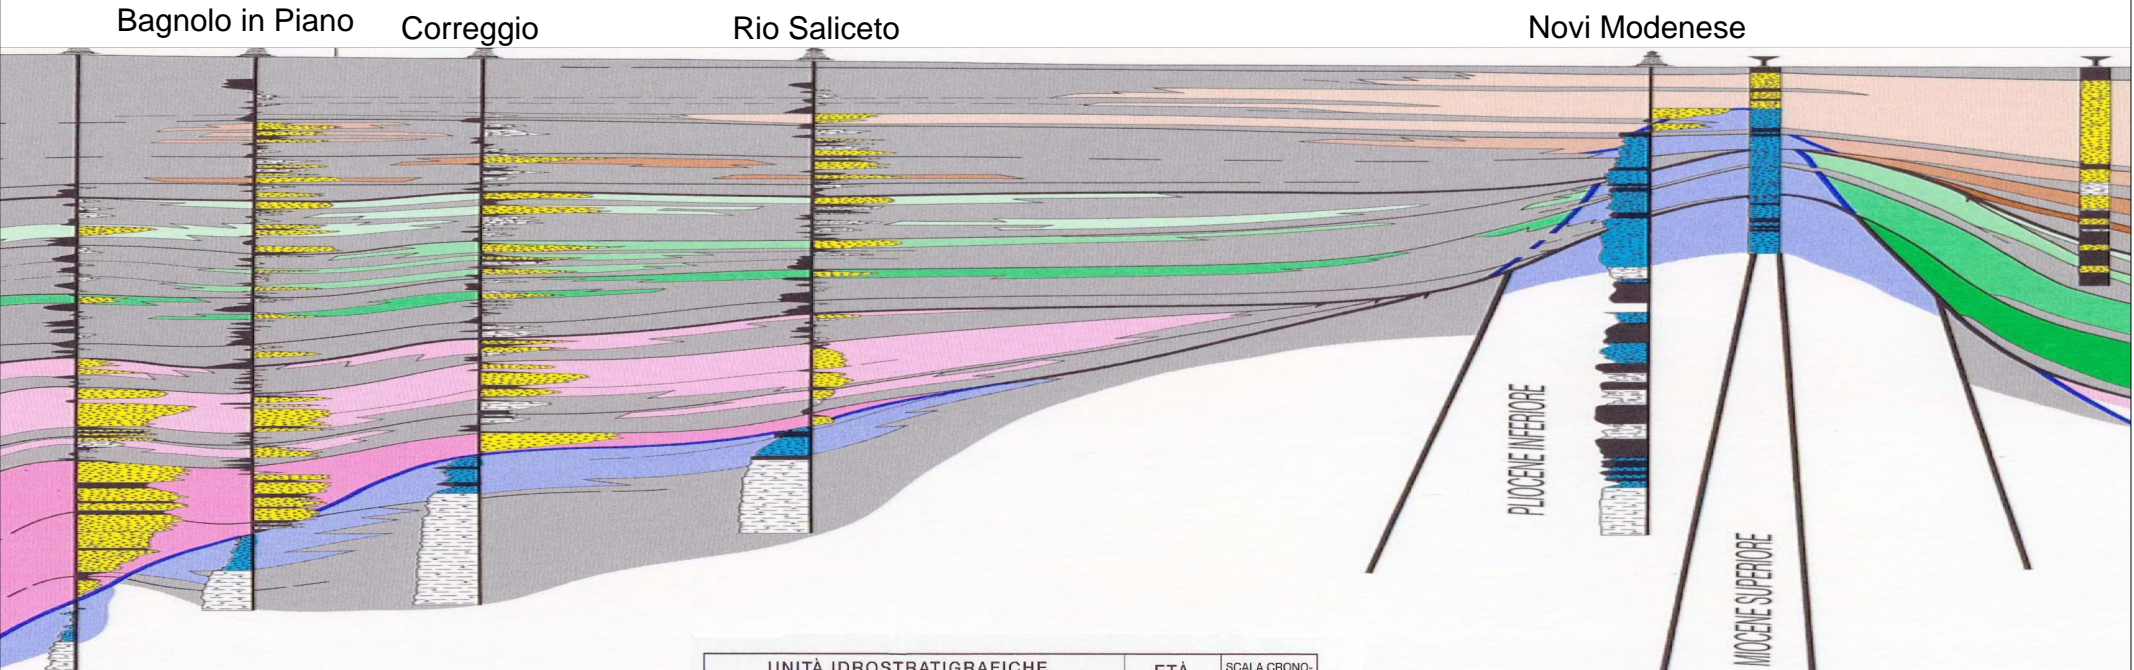 Bagnolo in Piano
Correggio
Rio Saliceto
Novi Modenese
PLIOCENE INFERIORE
MIOCENE SUPERIORE
UNITÀ IDROSTRATIGRAFICHE
ETÀ
SCALA CRONO-